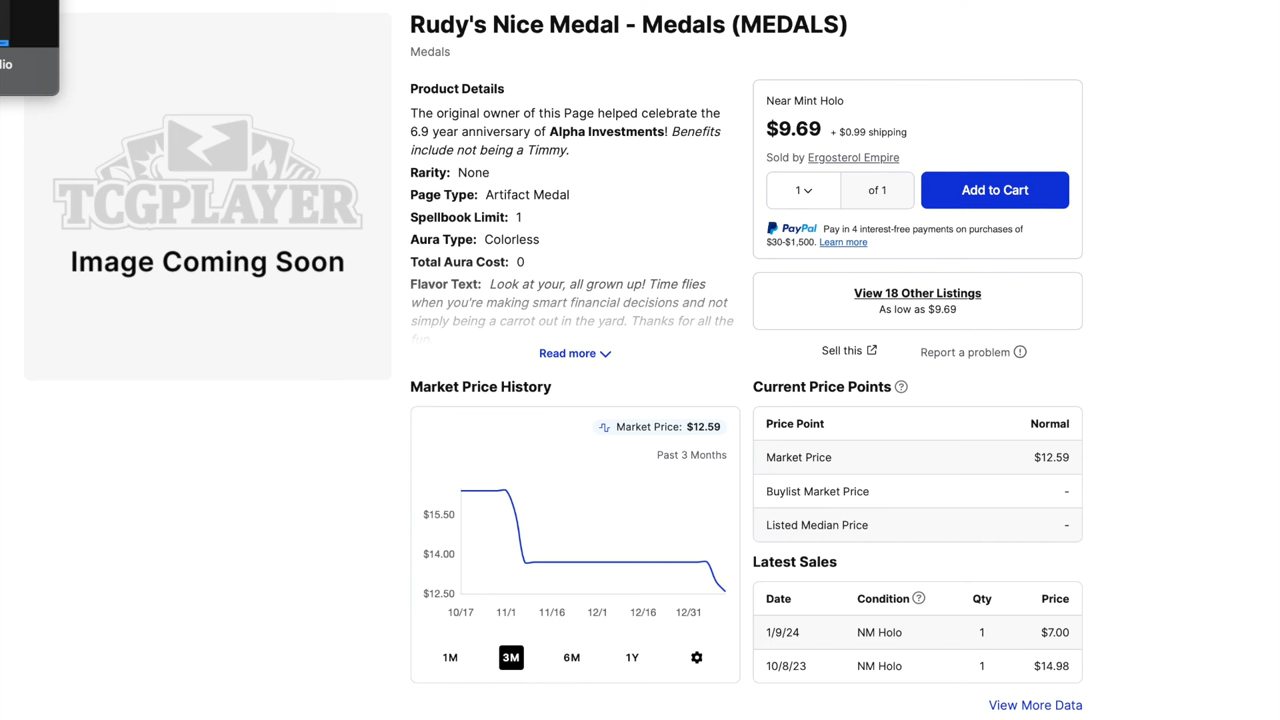 lio
TCGPLAYER
Image Coming Soon
Rudy's Nice Medal - Medals (MEDALS)
Medals
Product Details
The original owner of this Page helped celebrate the
6.9 year anniversary of Alpha Investments! Benefits
include not being a Timmy.
Rarity: None
Page Type: Artifact Medal
Spellbook Limit: 1
Aura Type: Colorless
Total Aura Cost: 0
Flavor Text: Look at your, all grown up! Time flies
when you're making smart financial decisions and not
simply being a carrot out in the yard. Thanks for all the
fun.
Read more
Near Mint Holo
$9.69 + $0.99 shipping
Sold by Ergosterol Empire
1 of 1 Add to Cart
PayPal Pay in 4 interest-free payments on purchases of
$30-$1,500. Learn more
View 18 Other Listings
As low as $9.69
Sell this Report a problem
Market Price History
Market Price: $12.59
Past 3 Months
$15.50
$14.00
$12.50
10/17 11/1 11/16 12/1 12/16 12/31
1M 3M 6M 1Y
Current Price Points
Price Point Normal
Market Price $12.59
Buylist Market Price -
Listed Median Price -
Latest Sales
Date Condition Qty Price
1/9/24 NM Holo 1 $7.00
10/8/23 NM Holo 1 $14.98
View More Data